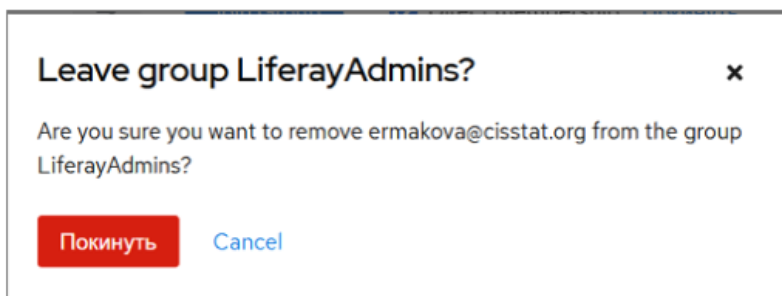 Leave group LiferayAdmins?
Are you sure you want to remove ermakova@cisstat.org from the group
LiferayAdmins?
Покинуть Cancel